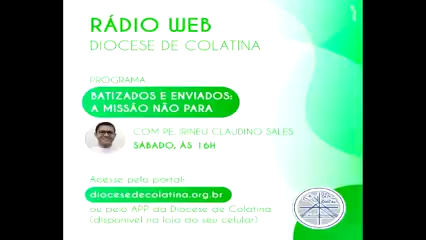 RÁDIO WEB
DIOCESE DE COLATINA
PROGRAMA
BATIZADOS E ENVIADOS:
A MISSÃO NÃO PARA
COM PE. IRINEU CLAUDINO SALES
SÁBADO, ÀS 16H
Acesse pelo portal:
diocesedecolatina.org.br
ou pelo APP da Diocese de Colatina
(disponível na loja do seu celular)